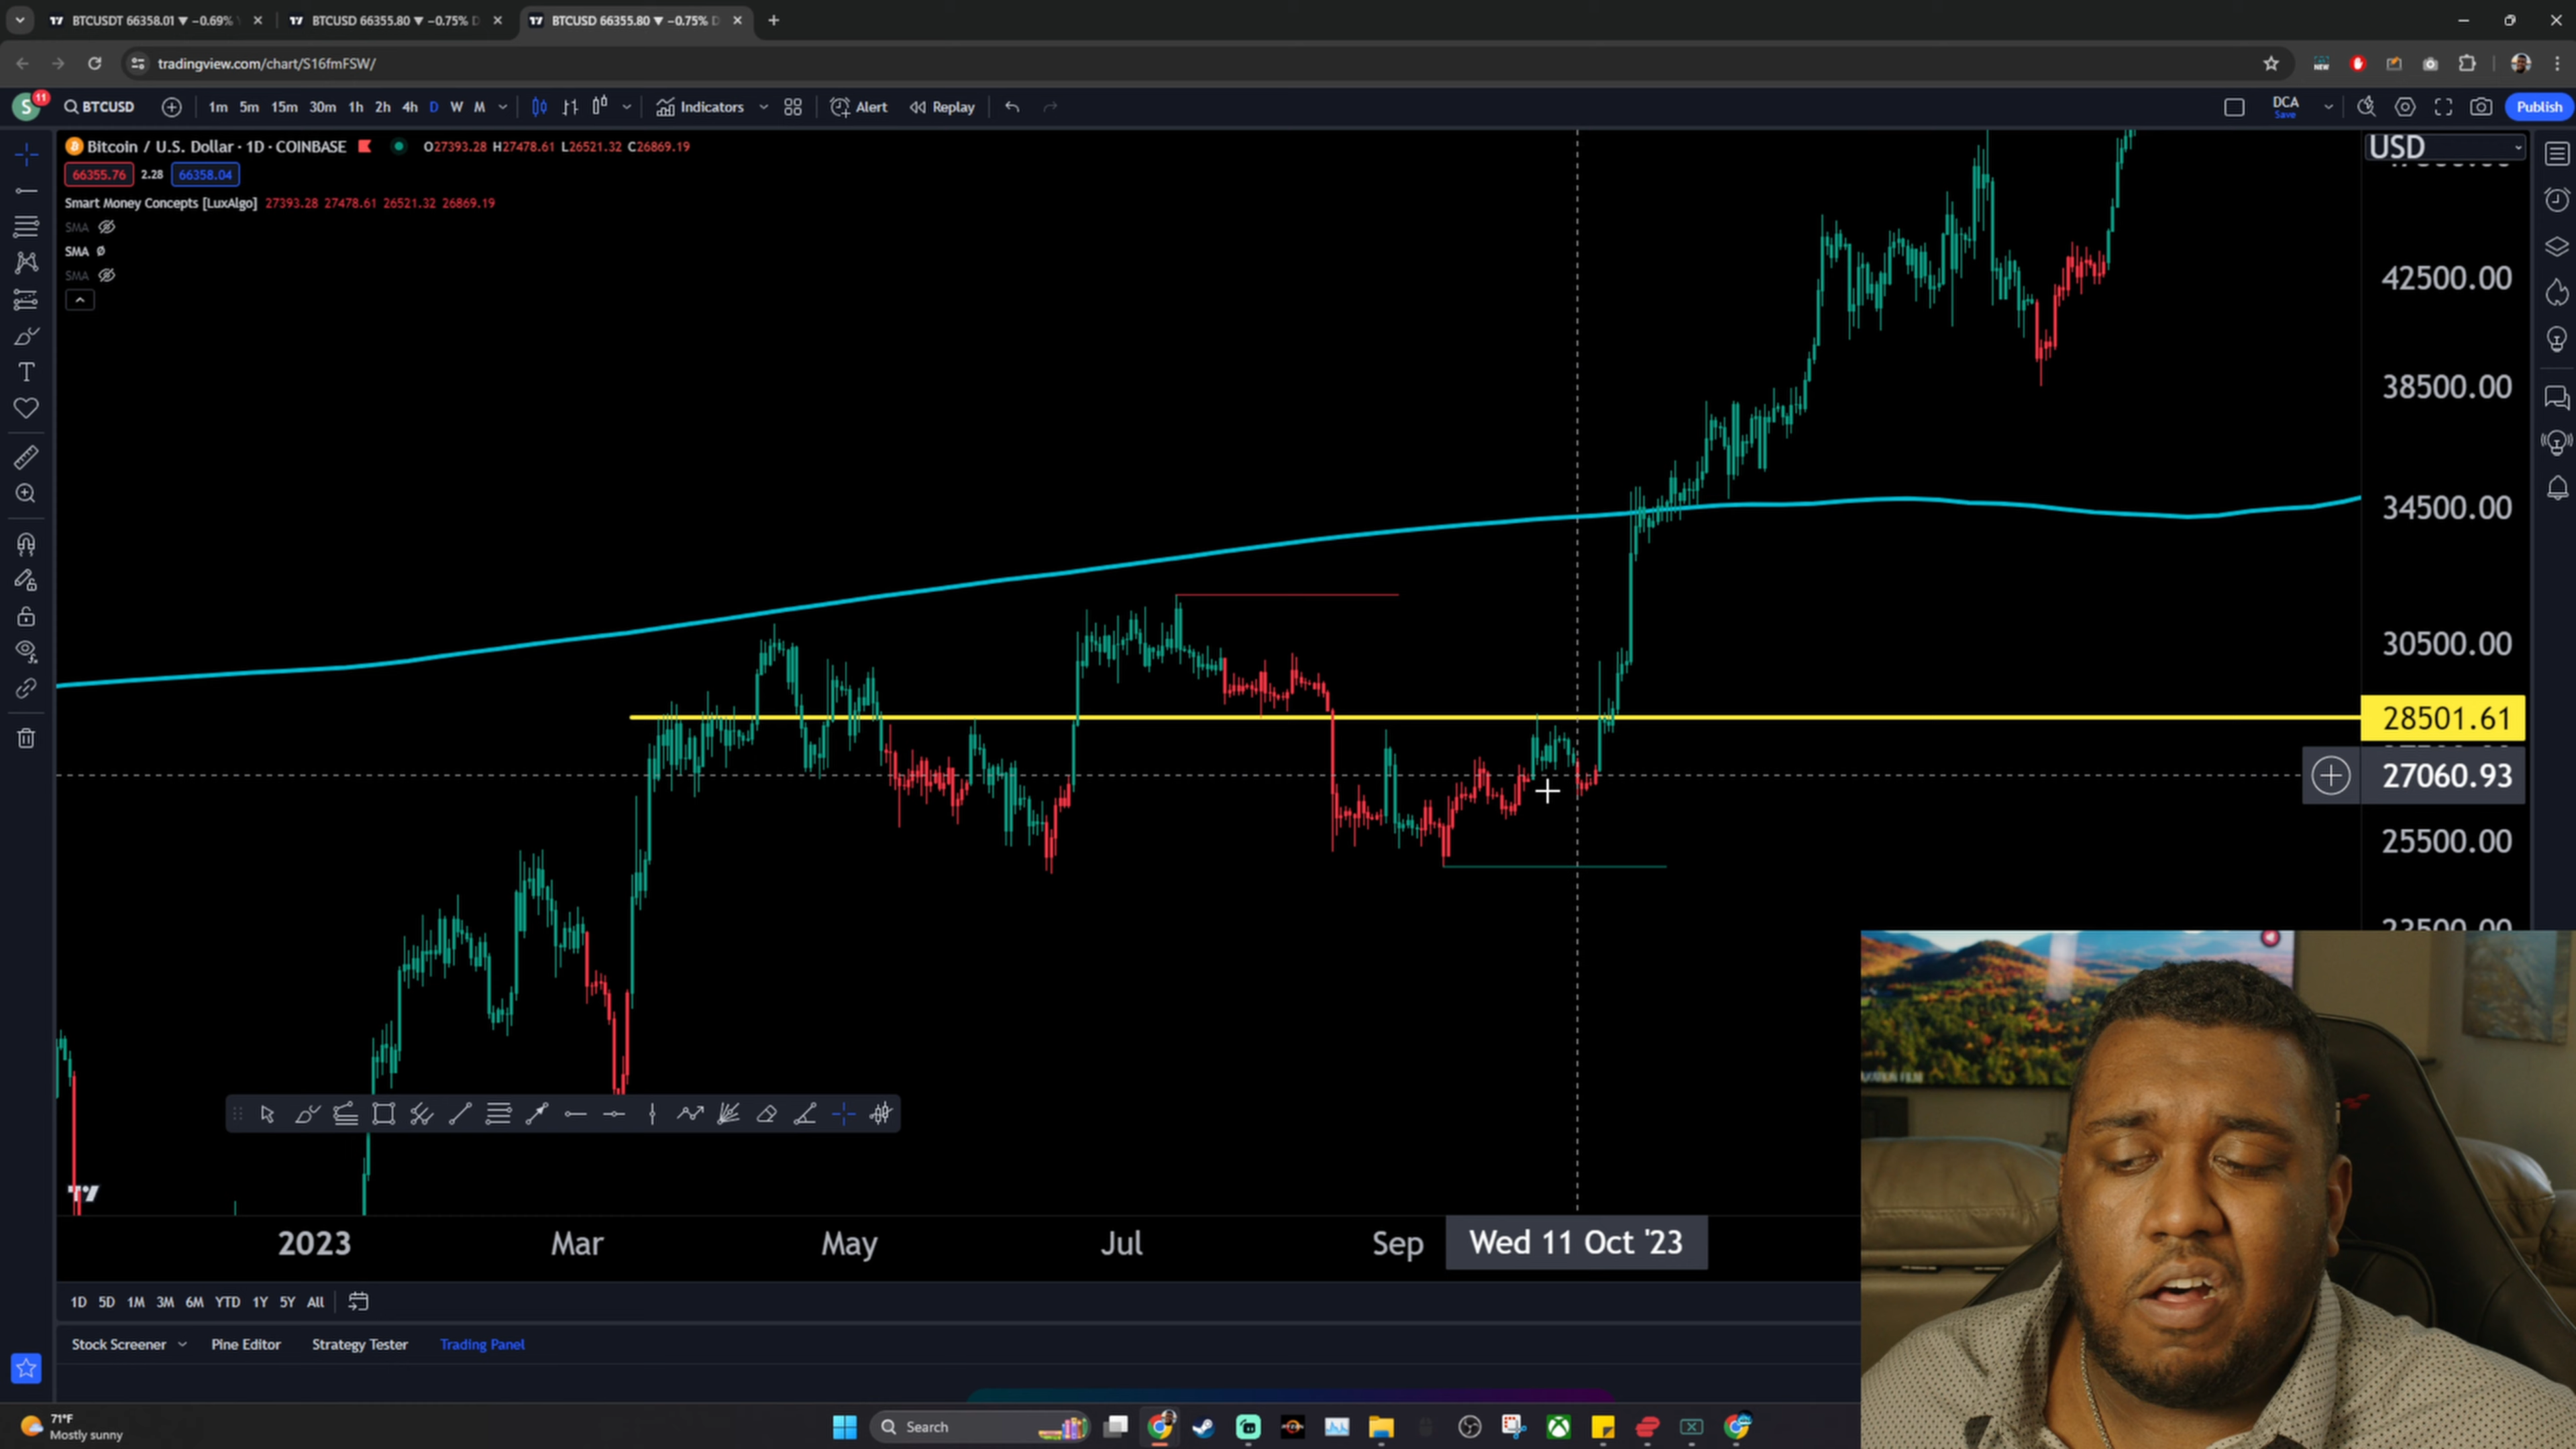 BTCUSDT 66358.01 ▼ −0.69%
BTCUSD 66355.80 ▼ −0.75% D
BTCUSD 66355.80 ▼ −0.75% D
tradingview.com/chart/S16fmFSW/
NEW
S 11 BTCUSD 1m 5m 15m 30m 1h 2h 4h D W M Indicators Alert Replay DCA Save Publish
Bitcoin / U.S. Dollar · 1D · COINBASE O27393.28 H27478.61 L26521.32 C26869.19
USD
66355.76 2.28 66358.04
Smart Money Concepts [LuxAlgo] 27393.28 27478.61 26521.32 26869.19
SMA
SMA
SMA
42500.00
38500.00
34500.00
30500.00
28501.61
27060.93
25500.00
23500.00
2023 Mar May Jul Sep Wed 11 Oct '23
1D 5D 1M 3M 6M YTD 1Y 5Y All
Stock Screener Pine Editor Strategy Tester Trading Panel
71°F
Mostly sunny
Search